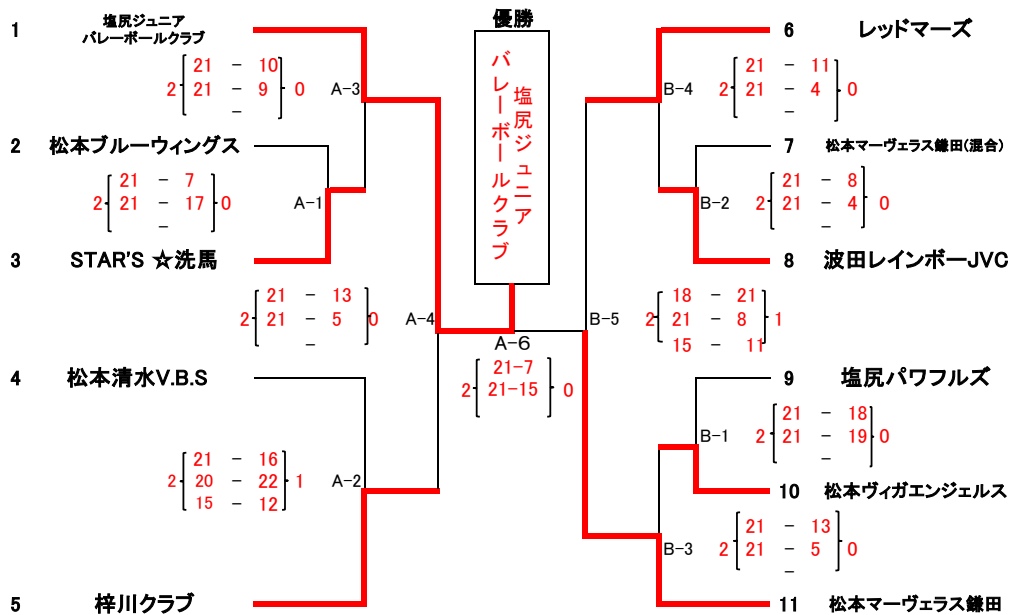 優勝
塩尻ジュニア
バレーボールクラブ
1 塩尻ジュニア
バレーボールクラブ
21 － 10
2 21 － 9 0
－
A-3
2 松本ブルーウィングス
21 － 7
2 21 － 17 0
－
A-1
3 STAR'S ☆洗馬
21 － 13
2 21 － 5 0
－
A-4
4 松本清水V.B.S
21 － 16
2 20 － 22 1
15 － 12
A-2
5 梓川クラブ
A-6
21-7
2 21-15 0
6 レッドマーズ
B-4
21 － 11
2 21 － 4 0
－
7 松本マーヴェラス鎌田(混合)
B-2
21 － 8
2 21 － 4 0
－
8 波田レインボーJVC
B-5
18 － 21
2 21 － 8 1
15 － 11
9 塩尻パワフルズ
B-1
21 － 18
2 21 － 19 0
－
10 松本ヴィガエンジェルス
B-3
21 － 13
2 21 － 5 0
－
11 松本マーヴェラス鎌田